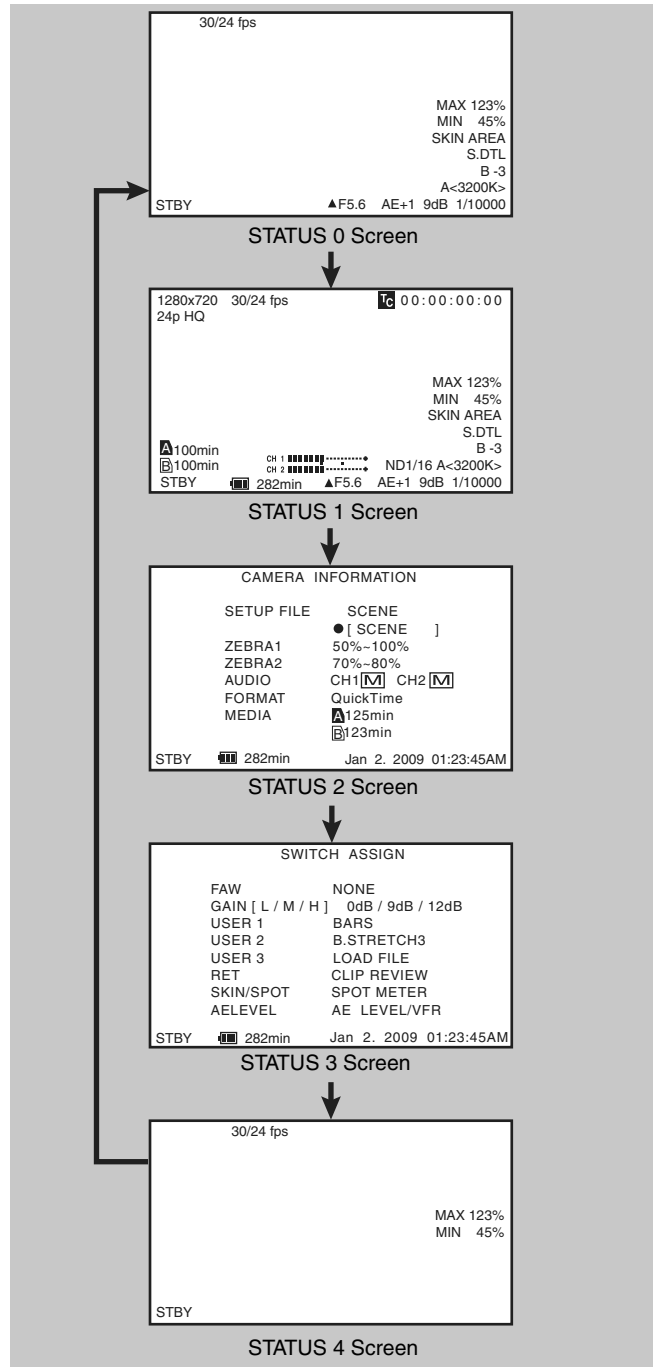 30/24 fps
MAX 123%
MIN 45%
SKIN AREA
S.DTL
B -3
A<3200K>
STBY ▲F5.6 AE+1 9dB 1/10000
STATUS 0 Screen
1280x720 30/24 fps TC 00:00:00:00
24p HQ
MAX 123%
MIN 45%
SKIN AREA
S.DTL
A 100min B -3
B 100min CH 1 CH 2 ND1/16 A<3200K>
STBY 282min ▲F5.6 AE+1 9dB 1/10000
STATUS 1 Screen
CAMERA INFORMATION
SETUP FILE SCENE
●[ SCENE ]
ZEBRA1 50%~100%
ZEBRA2 70%~80%
AUDIO CH1 M CH2 M
FORMAT QuickTime
MEDIA A 125min
B 123min
STBY 282min Jan 2. 2009 01:23:45AM
STATUS 2 Screen
SWITCH ASSIGN
FAW NONE
GAIN [ L / M / H ] 0dB / 9dB / 12dB
USER 1 BARS
USER 2 B.STRETCH3
USER 3 LOAD FILE
RET CLIP REVIEW
SKIN/SPOT SPOT METER
AELEVEL AE LEVEL/VFR
STBY 282min Jan 2. 2009 01:23:45AM
STATUS 3 Screen
30/24 fps
MAX 123%
MIN 45%
STBY
STATUS 4 Screen